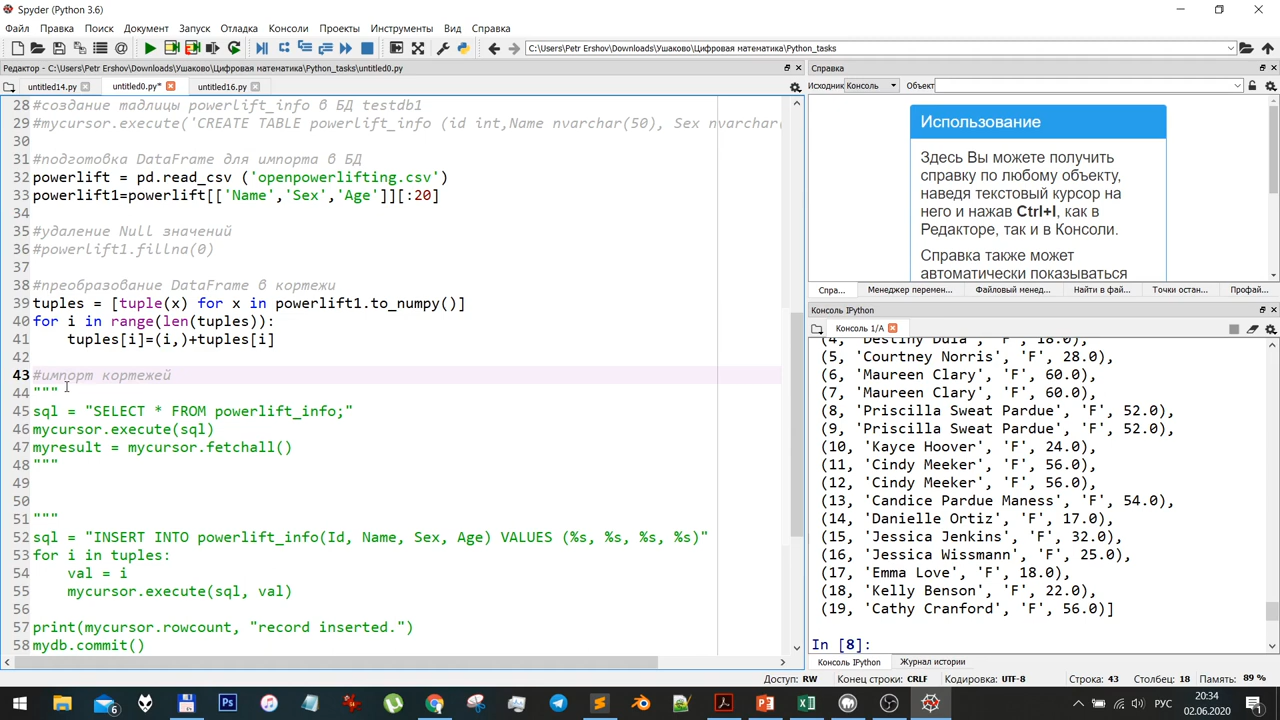 Spyder (Python 3.6)
Файл Правка Поиск Документ Запуск Отладка Консоли Проекты Инструменты Вид Справка
C:\Users\Petr Ershov\Downloads\Ушаково\Цифровая математика\Python_tasks
Редактор - C:\Users\Petr Ershov\Downloads\Ушаково\Цифровая математика\Python_tasks\untitled0.py
untitled14.py untitled0.py* untitled16.py
28 #создание мадлицы powerlift_info в БД testdb1
29 #mycursor.execute('CREATE TABLE powerlift_info (id int,Name nvarchar(50), Sex nvarchar(
30
31 #подготовка DataFrame для импорта в БД
32 powerlift = pd.read_csv ('openpowerlifting.csv')
33 powerlift1=powerlift[['Name','Sex','Age']][:20]
34
35 #удаление Null значений
36 #powerlift1.fillna(0)
37
38 #преобразование DataFrame в кортежи
39 tuples = [tuple(x) for x in powerlift1.to_numpy()]
40 for i in range(len(tuples)):
41 tuples[i]=(i,)+tuples[i]
42
43 #импорт кортежей
44 """
45 sql = "SELECT * FROM powerlift_info;"
46 mycursor.execute(sql)
47 myresult = mycursor.fetchall()
48 """
49
50
51 """
52 sql = "INSERT INTO powerlift_info(Id, Name, Sex, Age) VALUES (%s, %s, %s, %s)"
53 for i in tuples:
54 val = i
55 mycursor.execute(sql, val)
56
57 print(mycursor.rowcount, "record inserted.")
58 mydb.commit()
Справка
Исходник Консоль Объект
Использование
Здесь Вы можете получить
справку по любому объекту,
наведя текстовый курсор на
него и нажав Ctrl+I, как в
Редакторе, так и в Консоли.
Справка также может
автоматически показываться
Спра... Менеджер перемен... Файловый менед... Найти в фай... Точки остан... Профай...
Консоль IPython
Консоль 1/A
(4, 'Destiny Dula', 'F', 18.0),
(5, 'Courtney Norris', 'F', 28.0),
(6, 'Maureen Clary', 'F', 60.0),
(7, 'Maureen Clary', 'F', 60.0),
(8, 'Priscilla Sweat Pardue', 'F', 52.0),
(9, 'Priscilla Sweat Pardue', 'F', 52.0),
(10, 'Kayce Hoover', 'F', 24.0),
(11, 'Cindy Meeker', 'F', 56.0),
(12, 'Cindy Meeker', 'F', 56.0),
(13, 'Candice Pardue Maness', 'F', 54.0),
(14, 'Danielle Ortiz', 'F', 17.0),
(15, 'Jessica Jenkins', 'F', 32.0),
(16, 'Jessica Wissmann', 'F', 25.0),
(17, 'Emma Love', 'F', 18.0),
(18, 'Kelly Benson', 'F', 22.0),
(19, 'Cathy Cranford', 'F', 56.0)]
In [8]:
Консоль IPython Журнал истории
Доступ: RW Конец строки: CRLF Кодировка: UTF-8 Строка: 43 Столбец: 18 Память: 89 %
6 РУС 20:34
02.06.2020 1